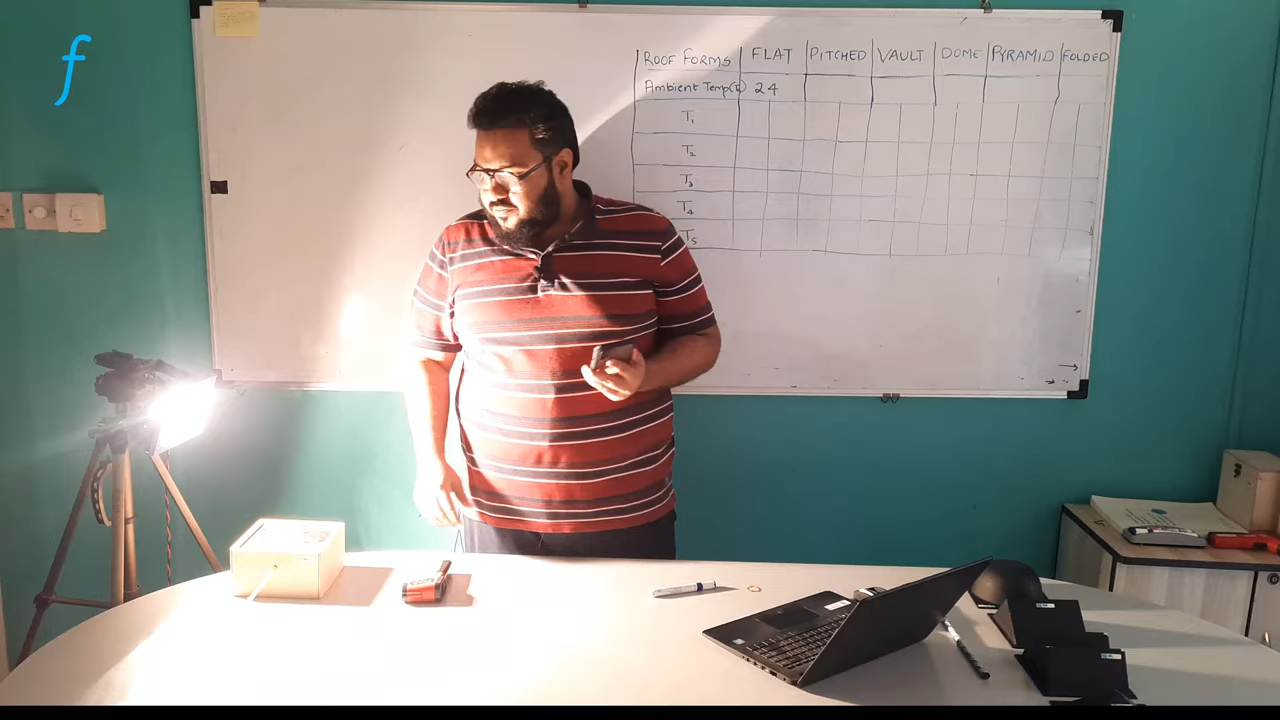 f
ROOF FORMS FLAT PITCHED VAULT DOME PYRAMID FOLDED
Ambient Temp 24
T₁
T₂
T₃
T₄
T₅